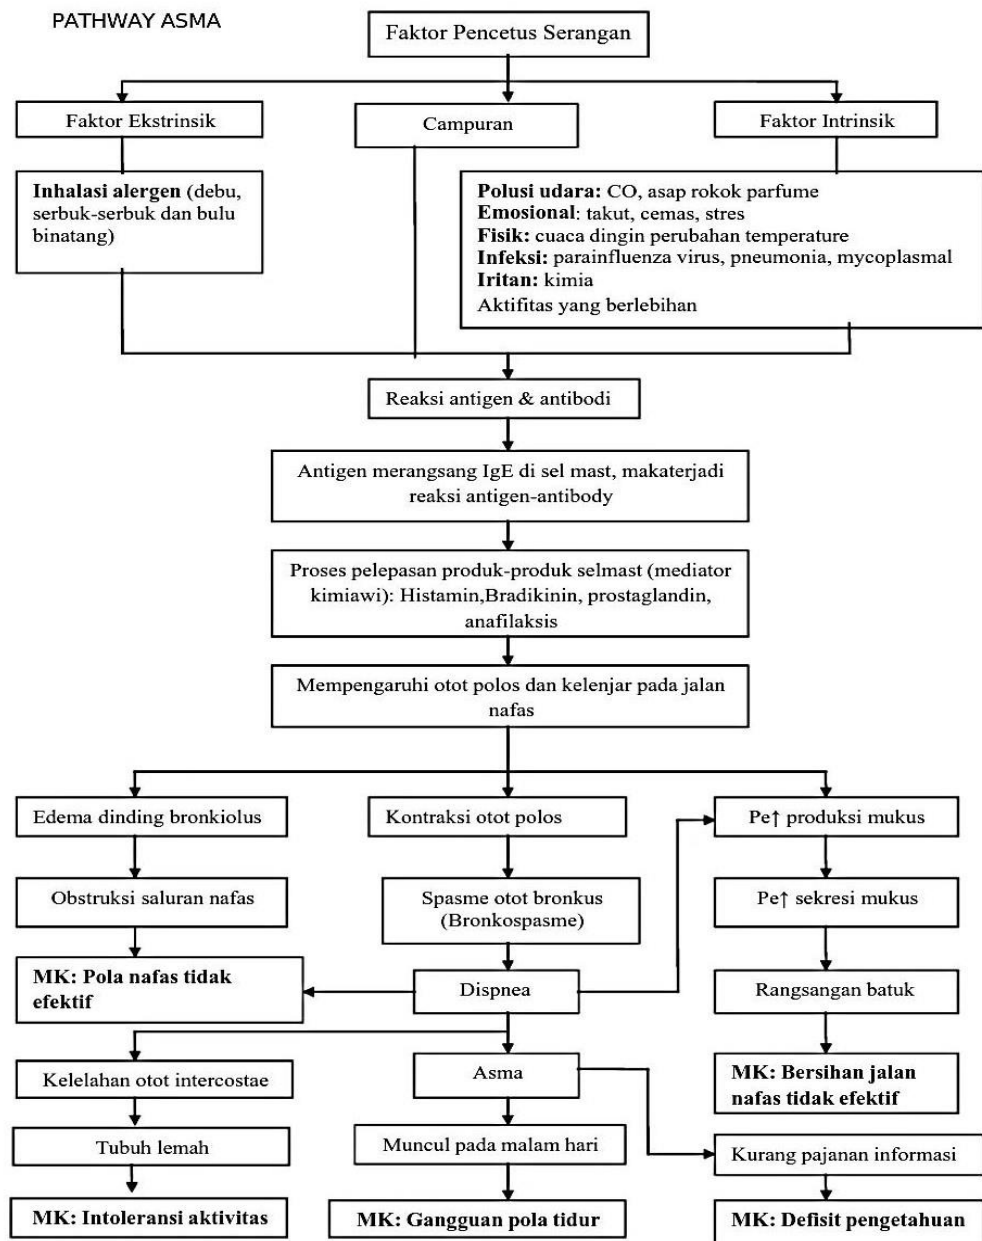 PATHWAY ASMA
Faktor Pencetus Serangan
Faktor Ekstrinsik
Campuran
Faktor Intrinsik
Inhalasi alergen (debu,
serbuk-serbuk dan bulu
binatang)
Polusi udara: CO, asap rokok parfume
Emosional: takut, cemas, stres
Fisik: cuaca dingin perubahan temperature
Infeksi: parainfluenza virus, pneumonia, mycoplasmal
Iritan: kimia
Aktifitas yang berlebihan
Reaksi antigen & antibodi
Antigen merangsang IgE di sel mast, makaterjadi
reaksi antigen-antibody
Proses pelepasan produk-produk selmast (mediator
kimiawi): Histamin,Bradikinin, prostaglandin,
anafilaksis
Mempengaruhi otot polos dan kelenjar pada jalan
nafas
Edema dinding bronkiolus
Kontraksi otot polos
Pe↑ produksi mukus
Obstruksi saluran nafas
Spasme otot bronkus
(Bronkospasme)
Pe↑ sekresi mukus
MK: Pola nafas tidak
efektif
Dispnea
Rangsangan batuk
Kelelahan otot intercostae
Asma
MK: Bersihan jalan
nafas tidak efektif
Tubuh lemah
Muncul pada malam hari
Kurang pajanan informasi
MK: Intoleransi aktivitas
MK: Gangguan pola tidur
MK: Defisit pengetahuan